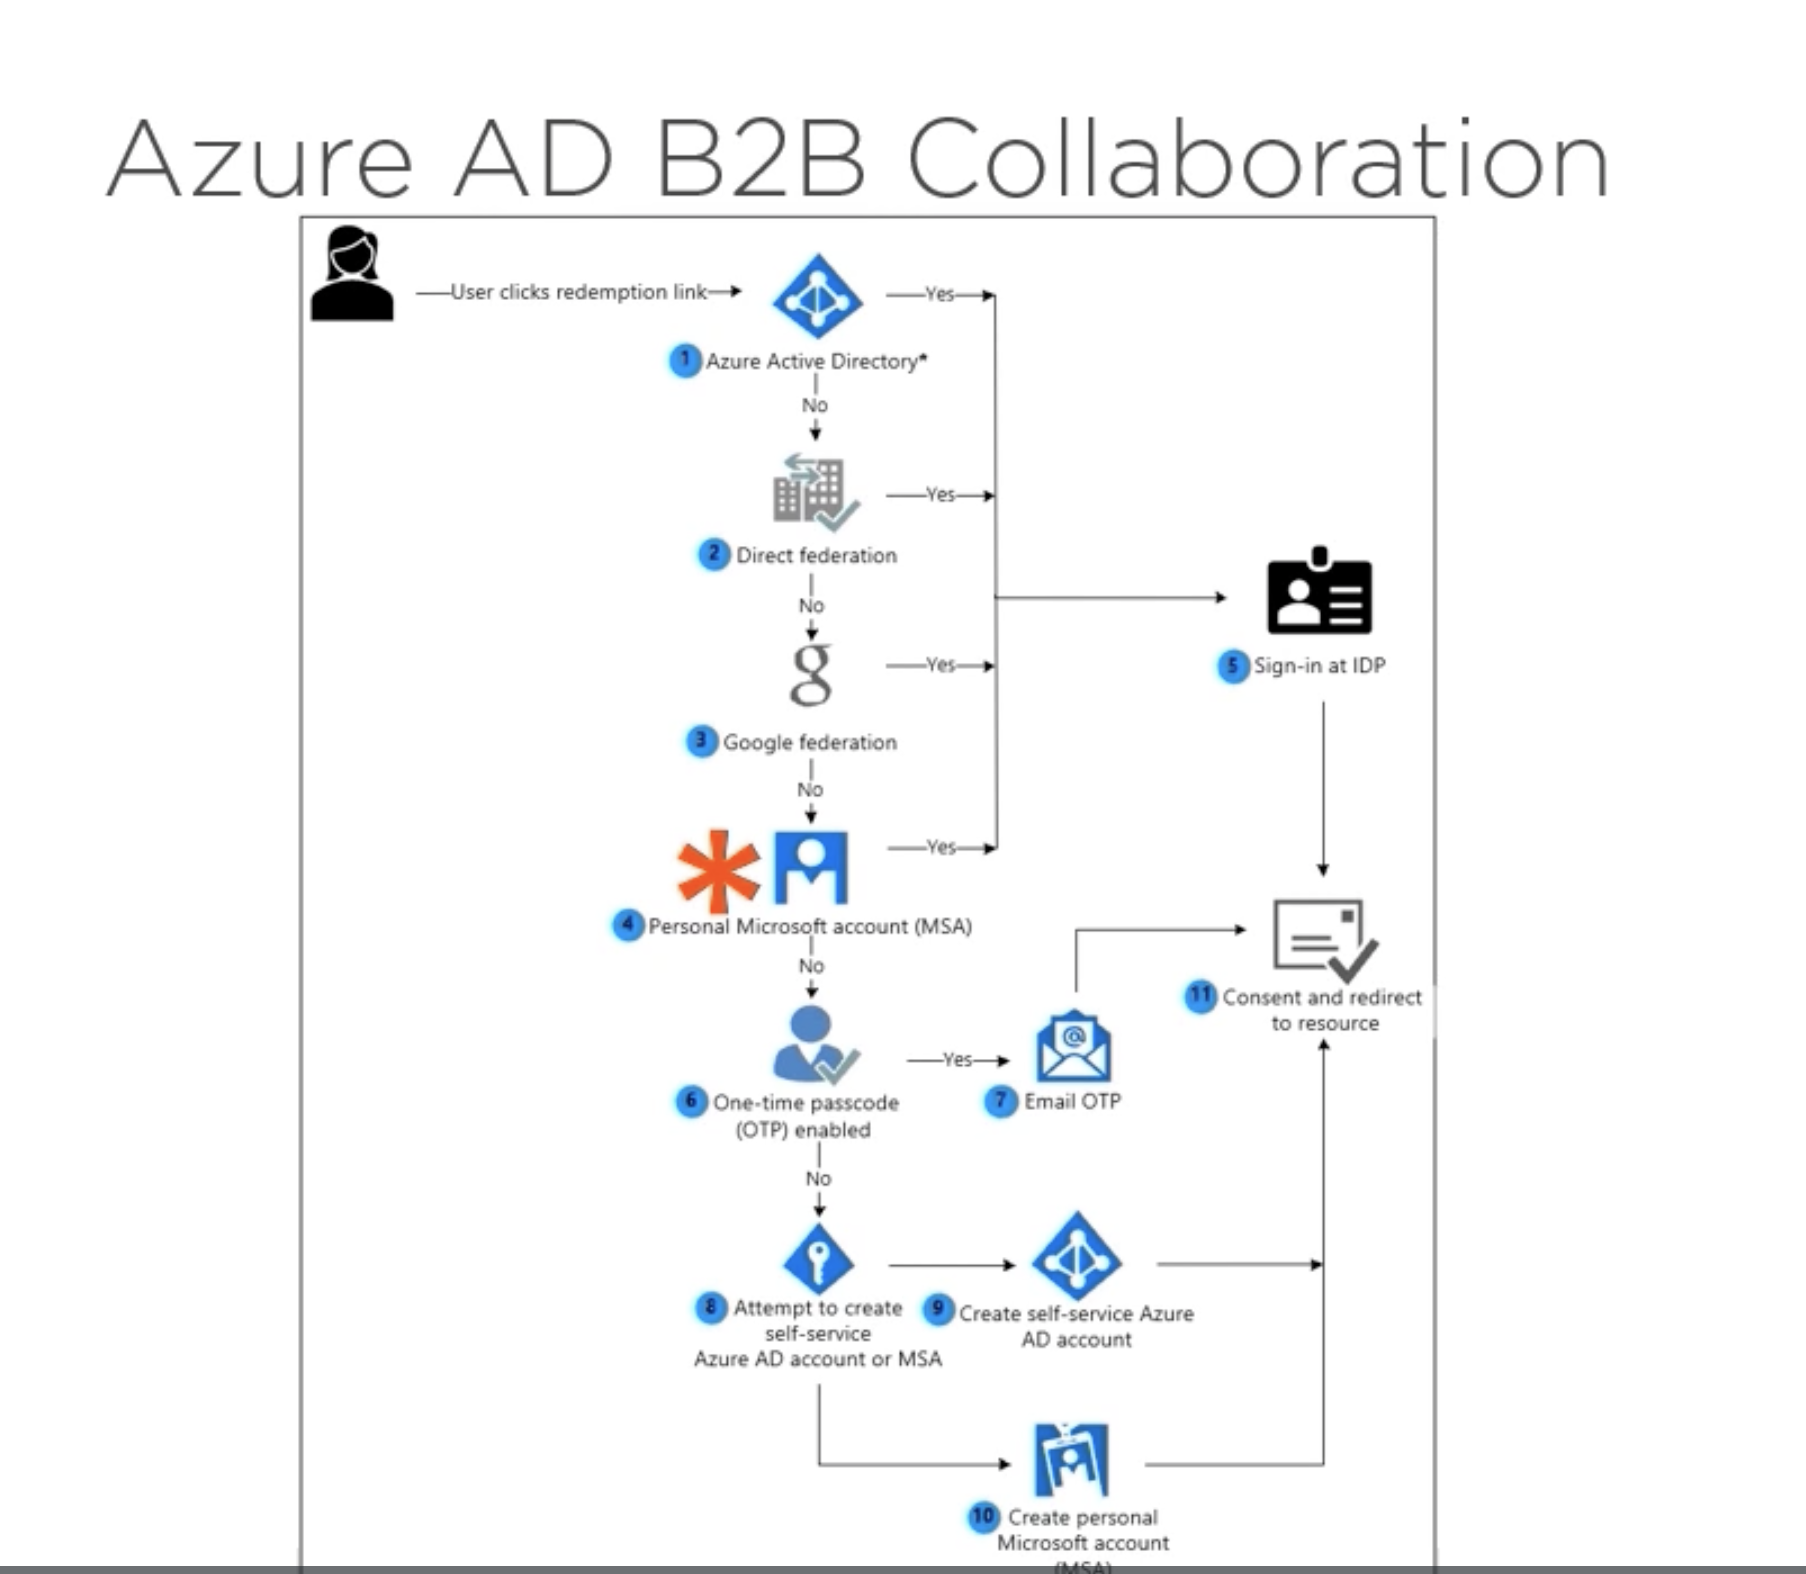 Azure AD B2B Collaboration
User clicks redemption link
Yes
1 Azure Active Directory*
No
Yes
2 Direct federation
No
Yes
5 Sign-in at IDP
g
3 Google federation
No
Yes
4 Personal Microsoft account (MSA)
No
11 Consent and redirect
to resource
@
Yes
6 One-time passcode
(OTP) enabled
7 Email OTP
No
8 Attempt to create
self-service
Azure AD account or MSA
9 Create self-service Azure
AD account
10 Create personal
Microsoft account
(MSA)